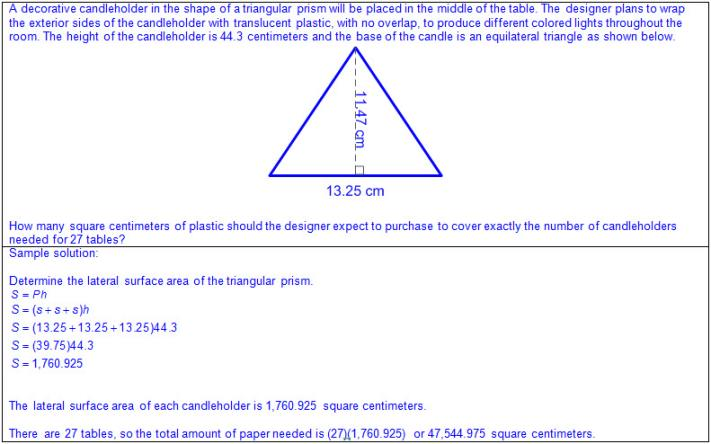 A decorative candleholder in the shape of a triangular prism will be placed in the middle of the table. The designer plans to wrap
the exterior sides of the candleholder with translucent plastic, with no overlap, to produce different colored lights throughout the
room. The height of the candleholder is 44.3 centimeters and the base of the candle is an equilateral triangle as shown below.
11.47 cm
13.25 cm
How many square centimeters of plastic should the designer expect to purchase to cover exactly the number of candleholders
needed for 27 tables?
Sample solution:
Determine the lateral surface area of the triangular prism.
S = Ph
S = (s + s + s)h
S = (13.25 + 13.25 + 13.25)44.3
S = (39.75)44.3
S = 1,760.925
The lateral surface area of each candleholder is 1,760.925 square centimeters.
There are 27 tables, so the total amount of paper needed is (27)(1,760.925) or 47,544.975 square centimeters.